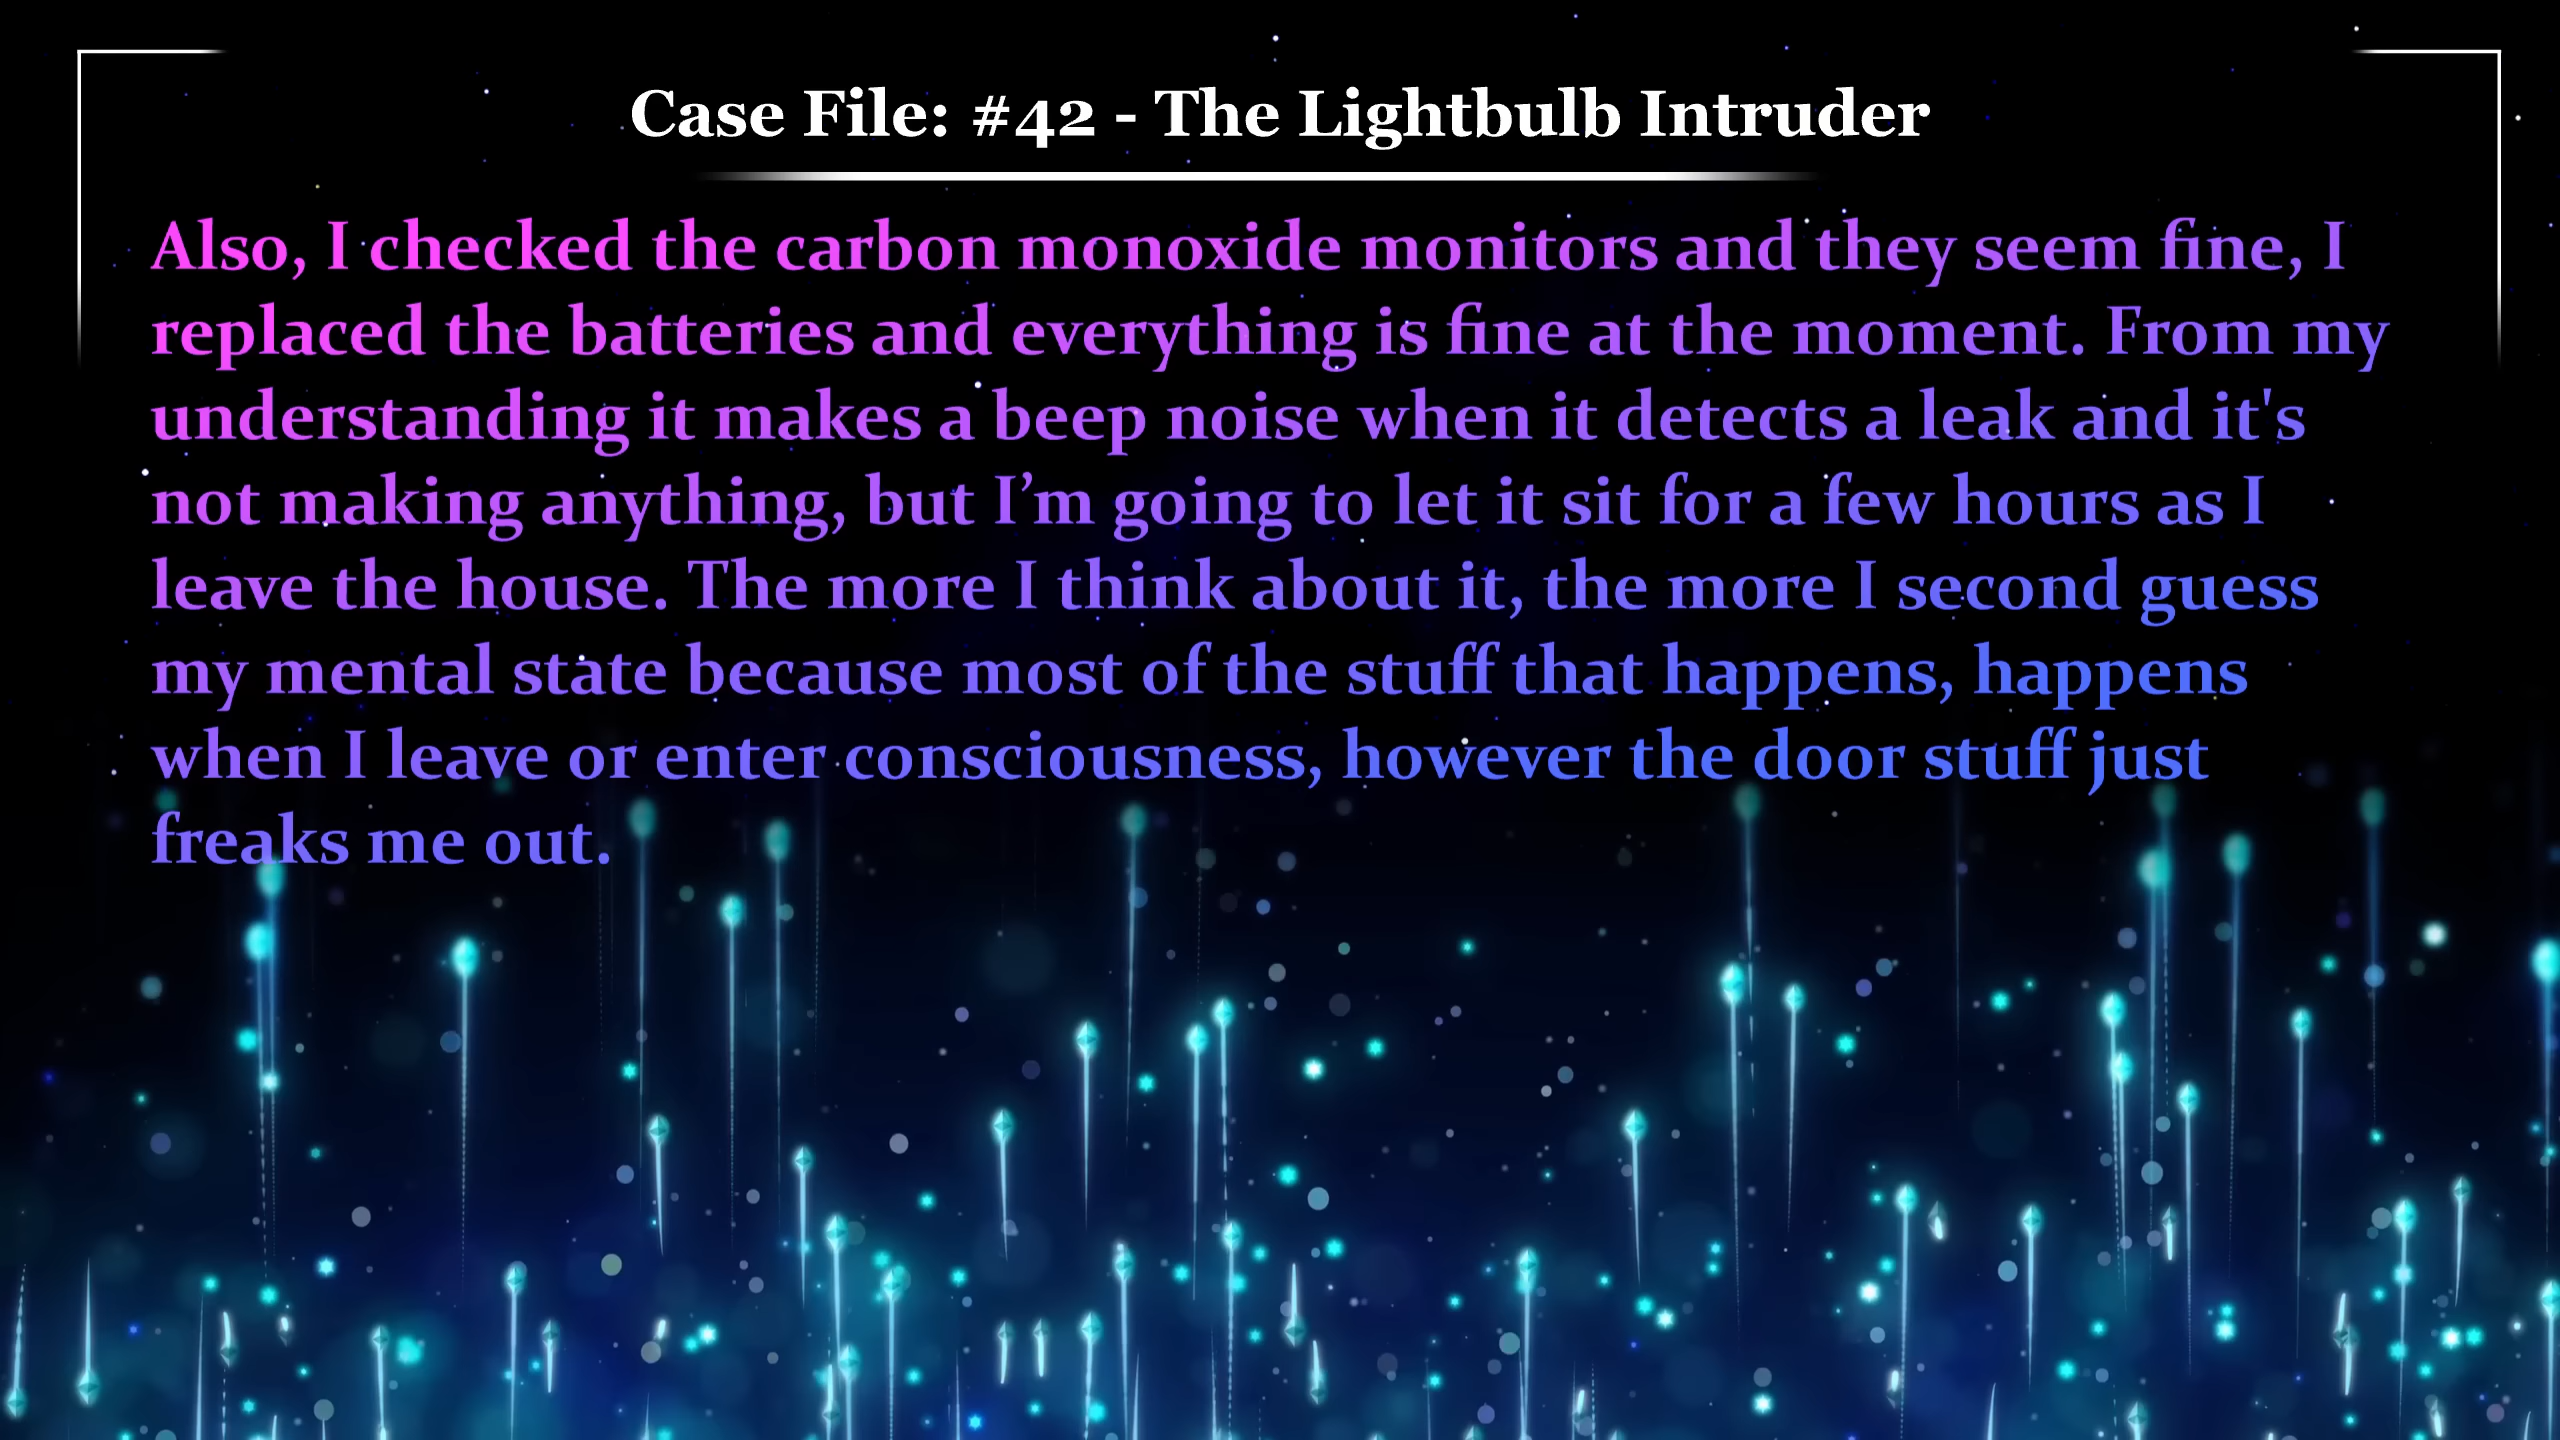 Case File: #42 - The Lightbulb Intruder
Also, I checked the carbon monoxide monitors and they seem fine, I
replaced the batteries and everything is fine at the moment. From my
understanding it makes a beep noise when it detects a leak and it's
not making anything, but I’m going to let it sit for a few hours as I
leave the house. The more I think about it, the more I second guess
my mental state because most of the stuff that happens, happens
when I leave or enter consciousness, however the door stuff just
freaks me out.